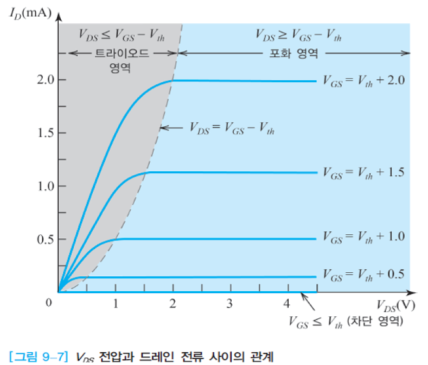 I_D(mA)
V_DS ≤ V_GS − V_th
V_DS ≥ V_GS − V_th
트라이오드
영역
포화 영역
2.0
V_GS = V_th + 2.0
1.5
V_DS = V_GS − V_th
V_GS = V_th + 1.5
1.0
V_GS = V_th + 1.0
0.5
V_GS = V_th + 0.5
0 1 2 3 4 V_DS(V)
V_GS ≤ V_th (차단 영역)
[그림 9-7] V_DS 전압과 드레인 전류 사이의 관계